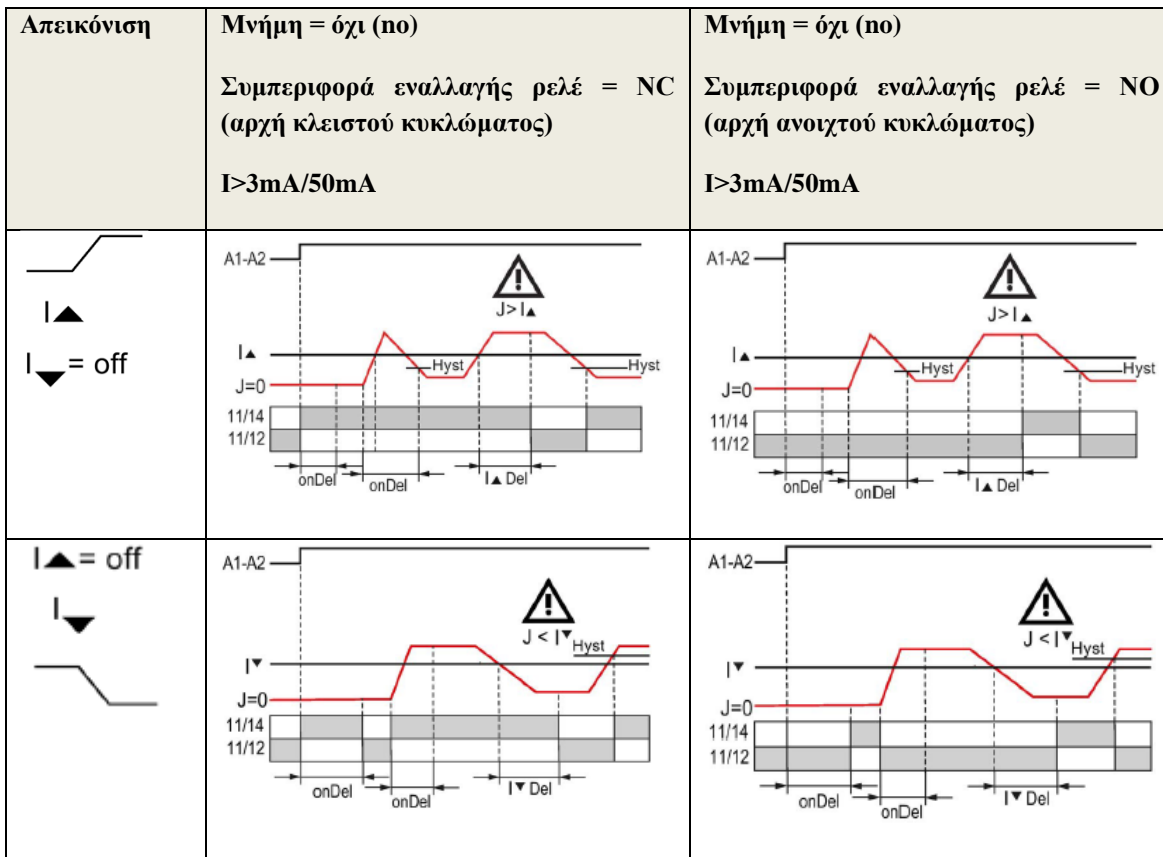 Απεικόνιση
Μνήμη = όχι (no)
Συμπεριφορά εναλλαγής ρελέ = NC
(αρχή κλειστού κυκλώματος)
I>3mA/50mA
Μνήμη = όχι (no)
Συμπεριφορά εναλλαγής ρελέ = NO
(αρχή ανοιχτού κυκλώματος)
I>3mA/50mA
I▲
I▼= off
A1-A2
J> I▲
I▲
Hyst
Hyst
J=0
11/14
11/12
onDel
onDel
I▲ Del
A1-A2
J> I▲
I▲
Hyst
Hyst
J=0
11/14
11/12
onDel
onDel
I▲ Del
I▲= off
I▼
A1-A2
J < I▼
Hyst
I▼
J=0
11/14
11/12
onDel
onDel
I▼ Del
A1-A2
J < I▼
Hyst
I▼
J=0
11/14
11/12
onDel
onDel
I▼ Del